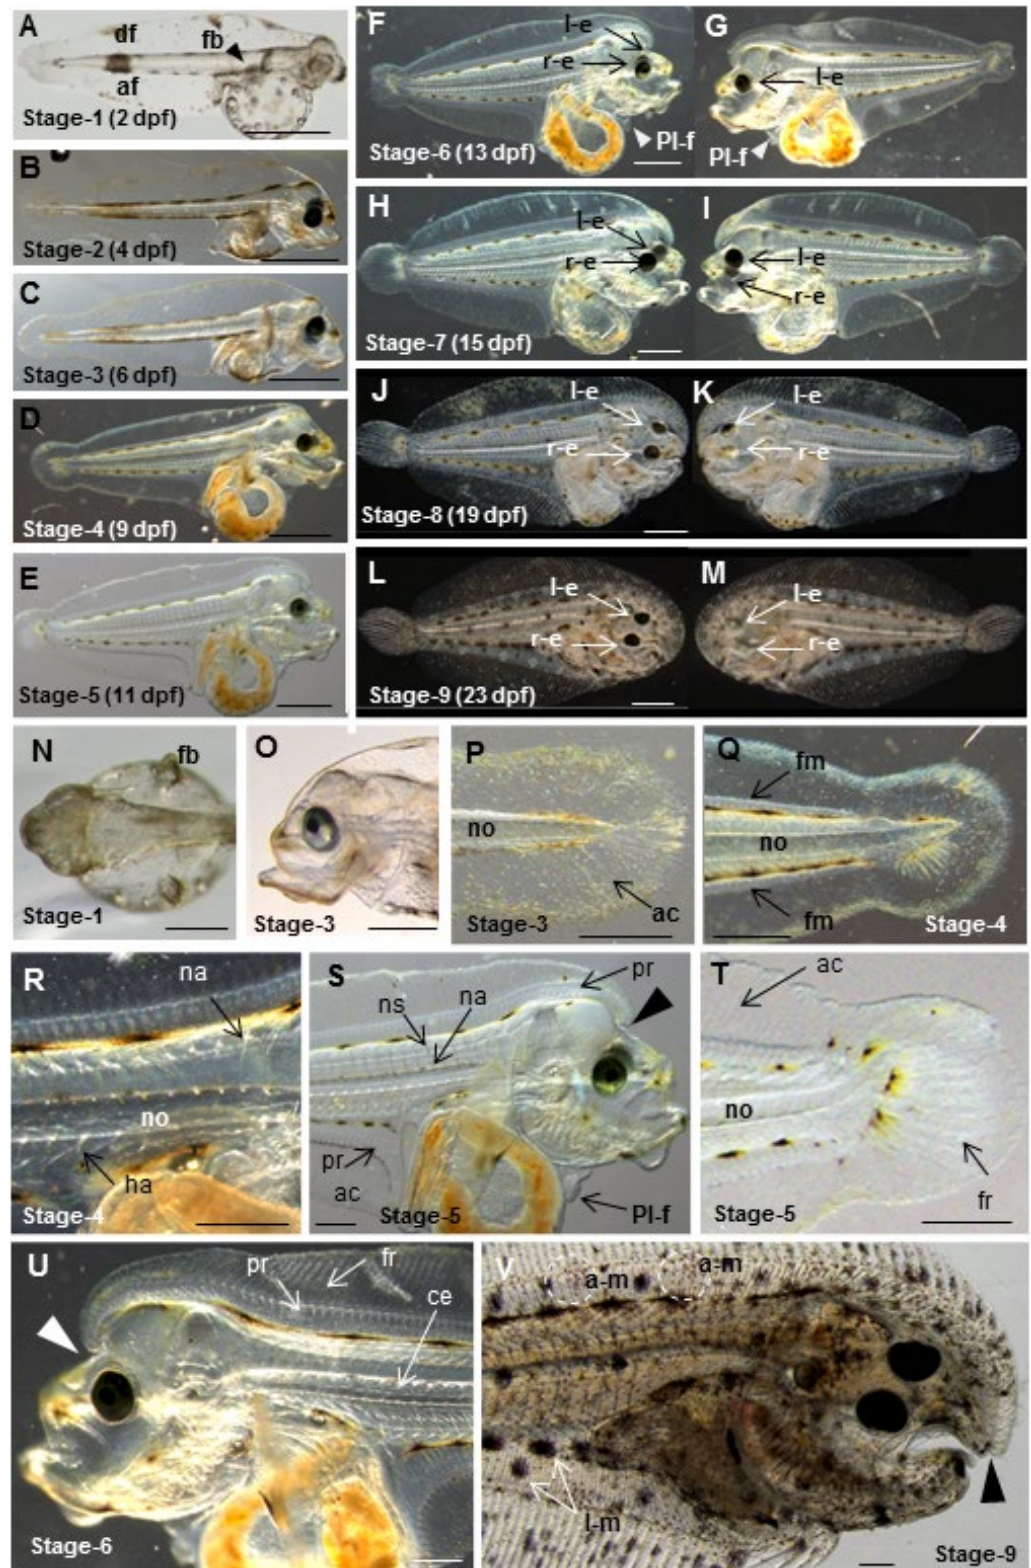 A
df
fb
af
Stage-1 (2 dpf)
B
Stage-2 (4 dpf)
C
Stage-3 (6 dpf)
D
Stage-4 (9 dpf)
E
Stage-5 (11 dpf)
F
l-e
r-e
Pl-f
Stage-6 (13 dpf)
G
l-e
Pl-f
H
l-e
r-e
Stage-7 (15 dpf)
I
l-e
r-e
J
l-e
r-e
Stage-8 (19 dpf)
K
l-e
r-e
L
l-e
r-e
Stage-9 (23 dpf)
M
l-e
r-e
N
fb
Stage-1
O
Stage-3
P
no
ac
Stage-3
Q
fm
no
fm
Stage-4
R
na
no
ha
Stage-4
S
pr
ns
na
pr
ac
Pl-f
Stage-5
T
ac
no
fr
Stage-5
U
pr
fr
ce
Stage-6
V
a-m
a-m
l-m
Stage-9